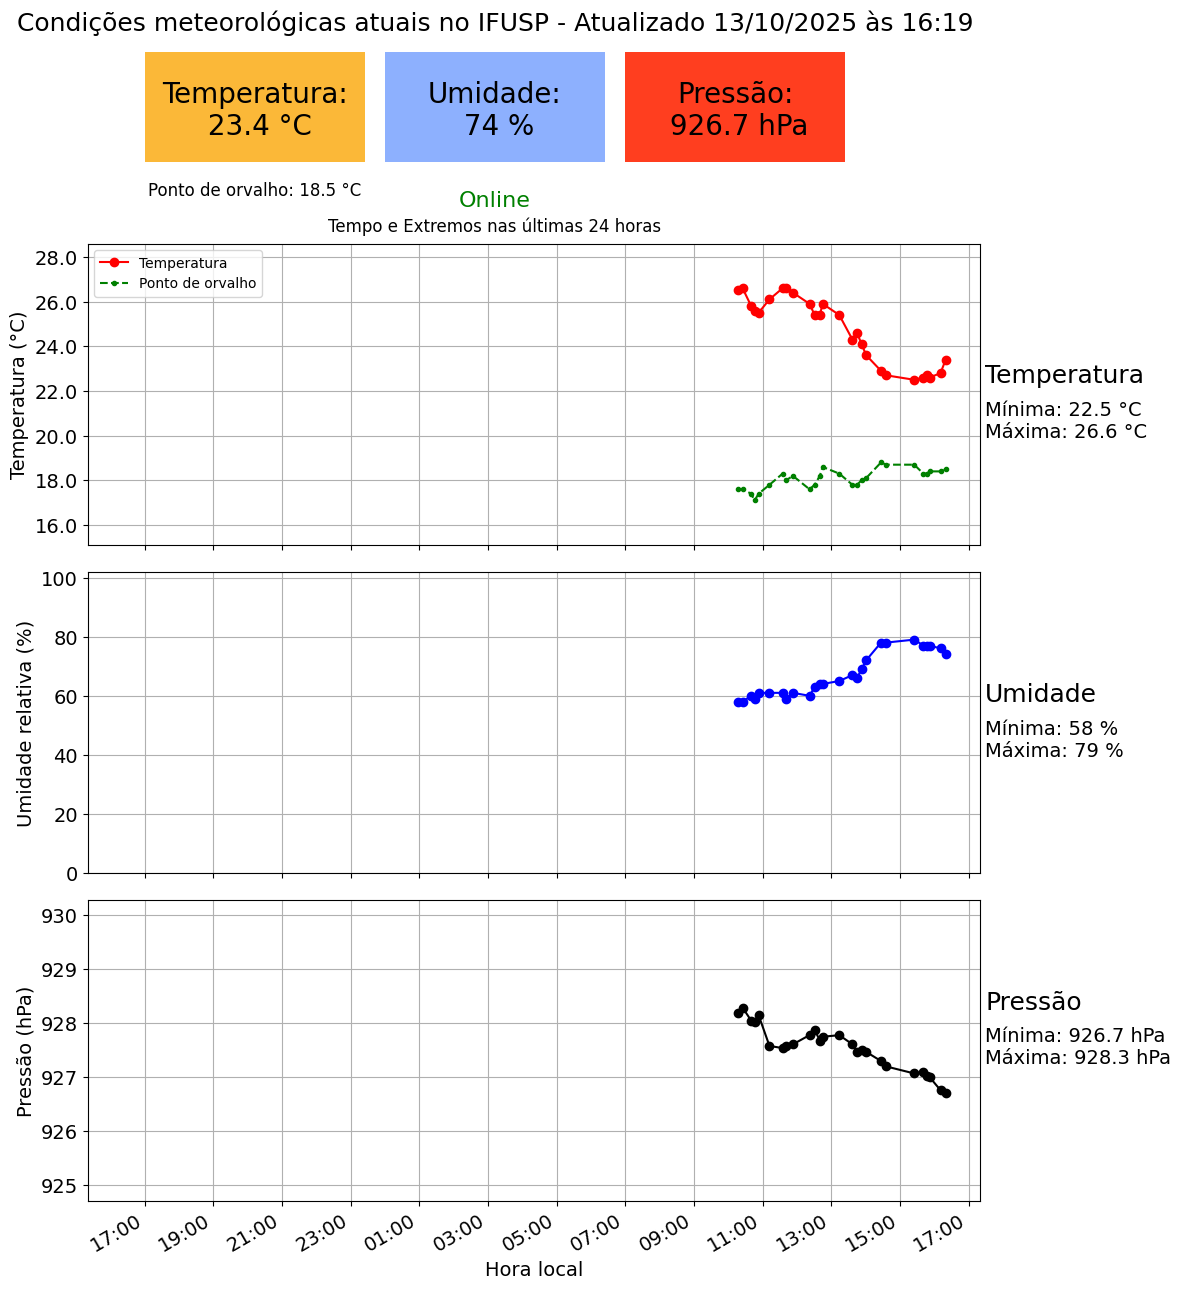 Condições meteorológicas atuais no IFUSP - Atualizado 13/10/2025 às 16:19
Temperatura:
23.4 °C
Umidade:
74 %
Pressão:
926.7 hPa
Ponto de orvalho: 18.5 °C
Online
Tempo e Extremos nas últimas 24 horas
Temperatura
Ponto de orvalho
Temperatura (°C)
28.0
26.0
24.0
22.0
20.0
18.0
16.0
Temperatura
Mínima: 22.5 °C
Máxima: 26.6 °C
Umidade relativa (%)
100
80
60
40
20
0
Umidade
Mínima: 58 %
Máxima: 79 %
Pressão (hPa)
930
929
928
927
926
925
Pressão
Mínima: 926.7 hPa
Máxima: 928.3 hPa
17:00
19:00
21:00
23:00
01:00
03:00
05:00
07:00
09:00
11:00
13:00
15:00
17:00
Hora local